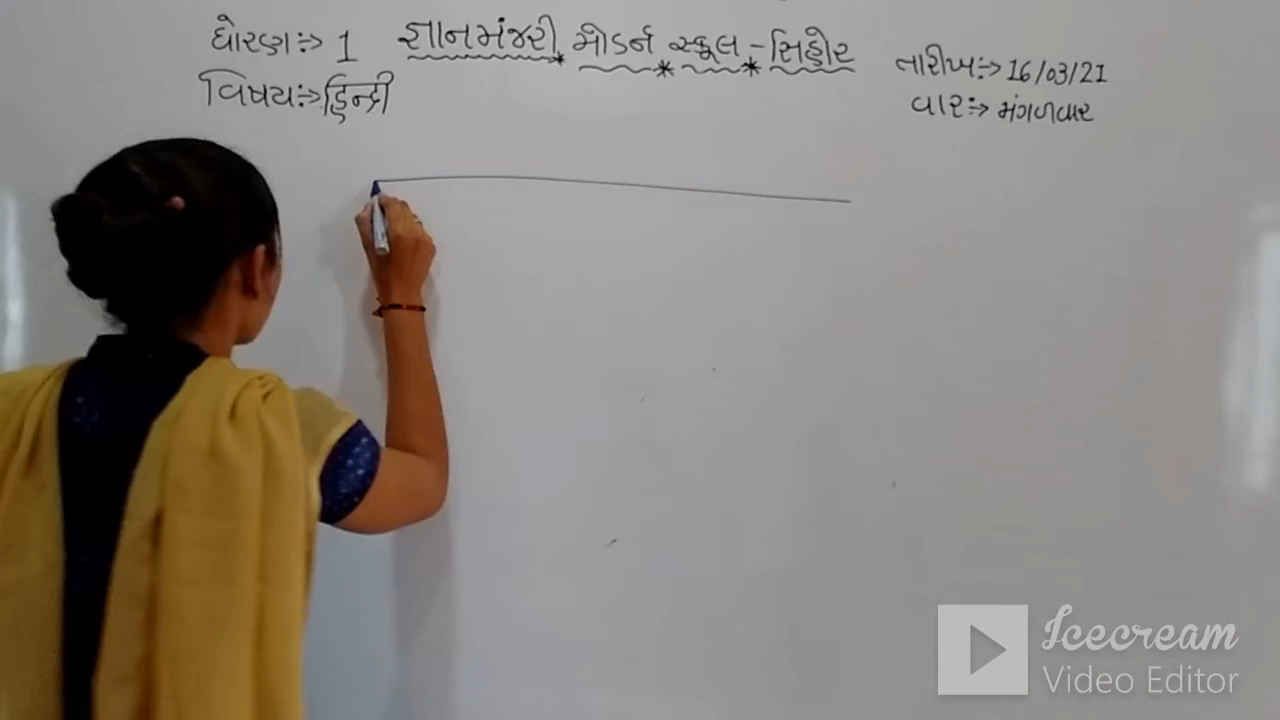 ધોરણ:-> 1 જ્ઞાનમંજરી મોડર્ન સ્કૂલ - સિહોર
વિષય:-> હિન્દી
તારીખ:-> 16/03/21
વાર:-> મંગળવાર
Icecream
Video Editor